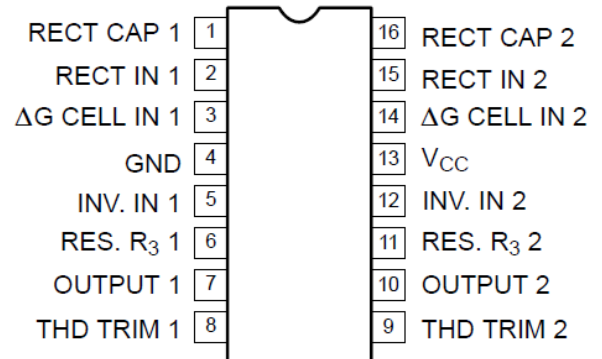 RECT CAP 1 1 16 RECT CAP 2
RECT IN 1 2 15 RECT IN 2
ΔG CELL IN 1 3 14 ΔG CELL IN 2
GND 4 13 VCC
INV. IN 1 5 12 INV. IN 2
RES. R3 1 6 11 RES. R3 2
OUTPUT 1 7 10 OUTPUT 2
THD TRIM 1 8 9 THD TRIM 2